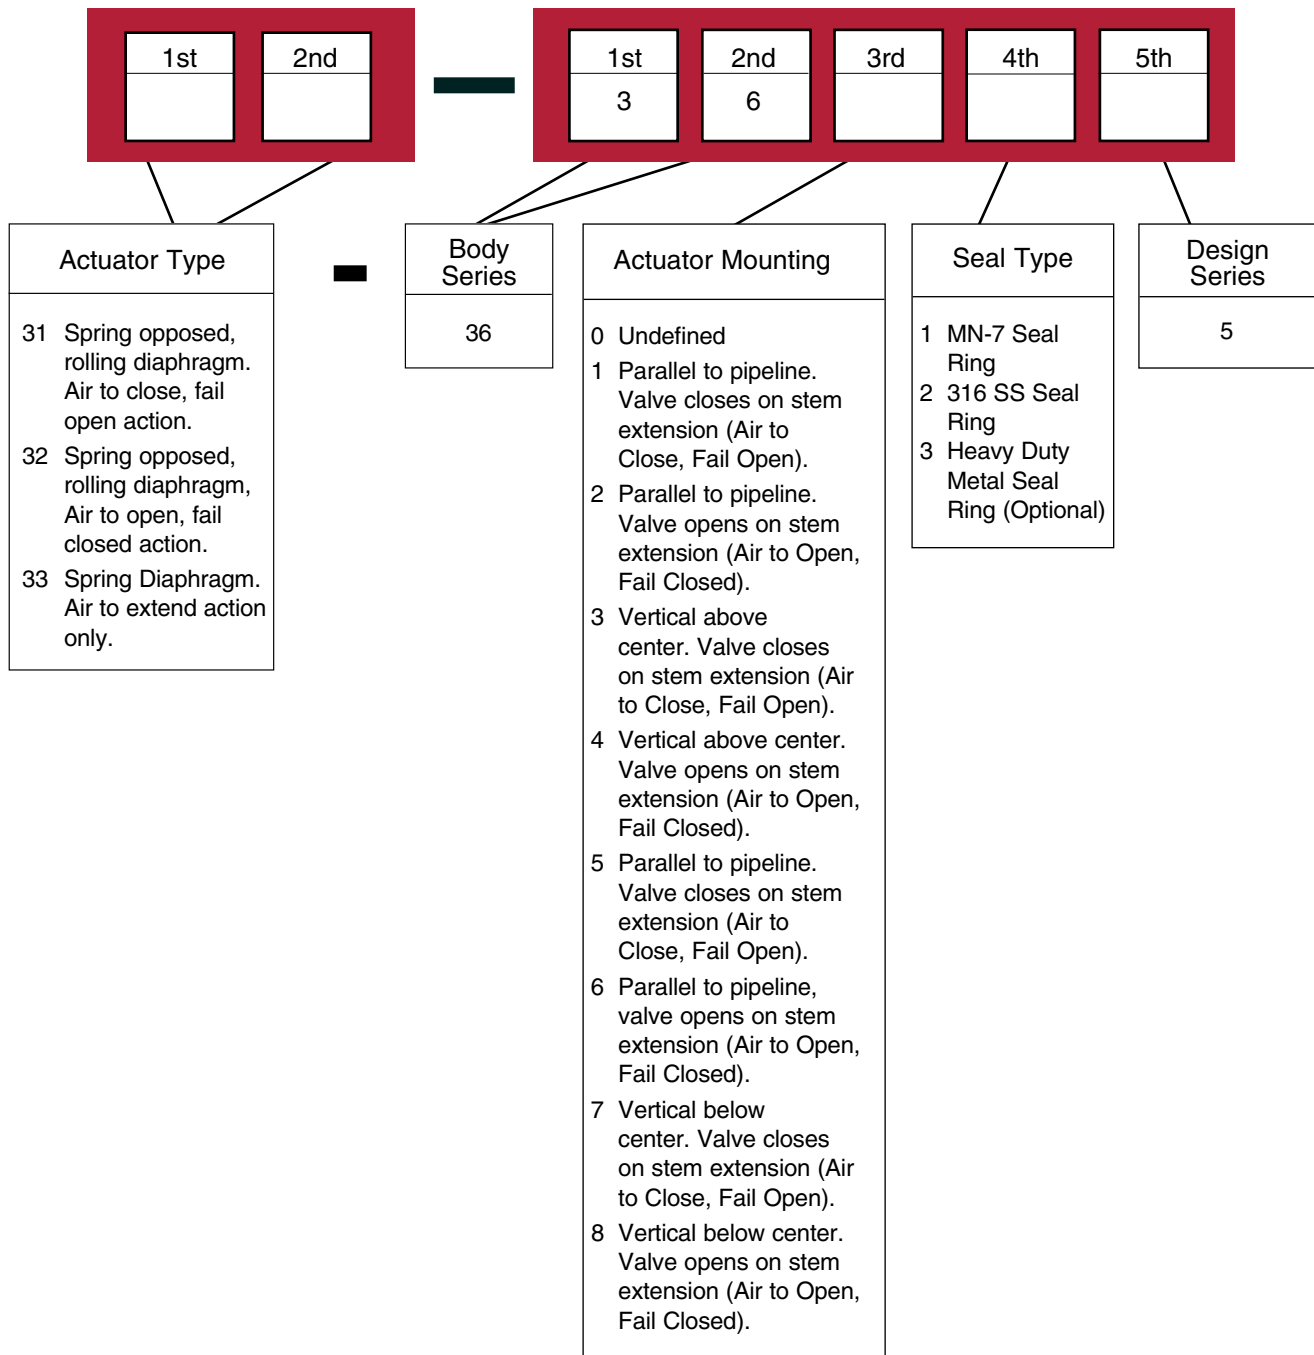 1st 2nd 1st 2nd 3rd 4th 5th
3 6
Actuator Type
31 Spring opposed,
rolling diaphragm.
Air to close, fail
open action.
32 Spring opposed,
rolling diaphragm,
Air to open, fail
closed action.
33 Spring Diaphragm.
Air to extend action
only.
-
Body
Series
36
Actuator Mounting
0 Undefined
1 Parallel to pipeline.
Valve closes on stem
extension (Air to
Close, Fail Open).
2 Parallel to pipeline.
Valve opens on stem
extension (Air to Open,
Fail Closed).
3 Vertical above
center. Valve closes
on stem extension (Air
to Close, Fail Open).
4 Vertical above center.
Valve opens on stem
extension (Air to Open,
Fail Closed).
5 Parallel to pipeline.
Valve closes on stem
extension (Air to
Close, Fail Open).
6 Parallel to pipeline,
valve opens on stem
extension (Air to Open,
Fail Closed).
7 Vertical below
center. Valve closes
on stem extension (Air
to Close, Fail Open).
8 Vertical below center.
Valve opens on stem
extension (Air to Open,
Fail Closed).
Seal Type
1 MN-7 Seal
Ring
2 316 SS Seal
Ring
3 Heavy Duty
Metal Seal
Ring (Optional)
Design
Series
5